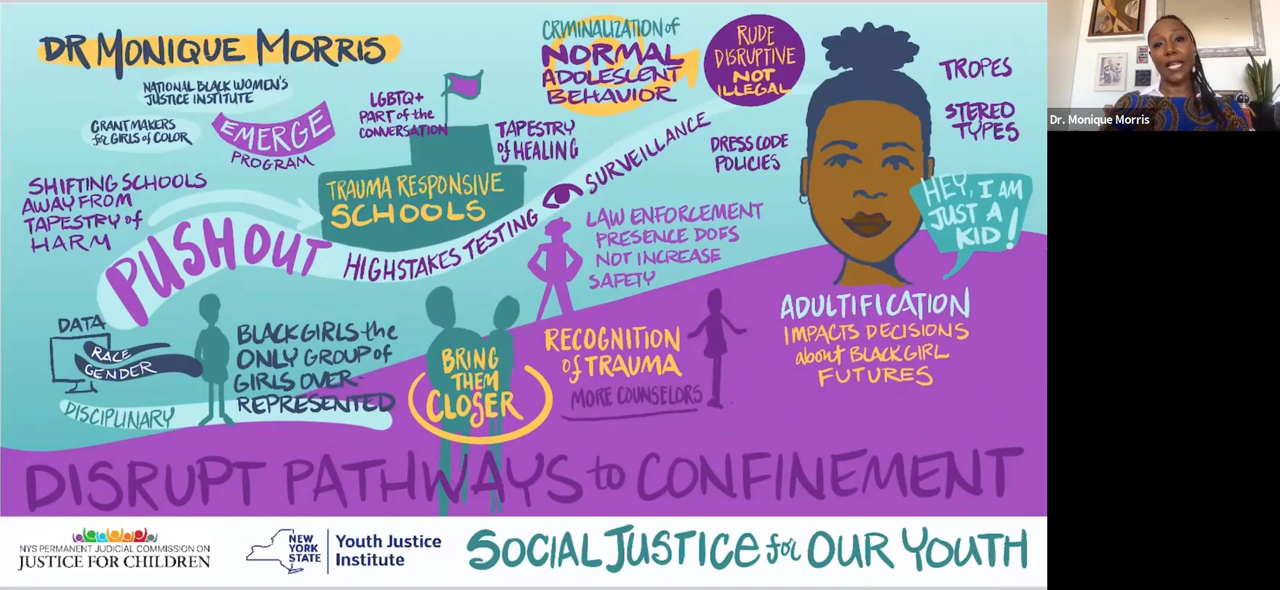 DR MONIQUE MORRIS
NATIONAL BLACK WOMEN'S
JUSTICE INSTITUTE
GRANT MAKERS
for GIRLS of COLOR
EMERGE
PROGRAM
LGBTQ+
PART of the
CONVERSATION
TAPESTRY
of HEALING
SHIFTING SCHOOLS
AWAY FROM
TAPESTRY of
HARM
TRAUMA RESPONSIVE
SCHOOLS
PUSHOUT
HIGHSTAKES TESTING
SURVEILLANCE
CRIMINALIZATION of
NORMAL
ADOLESCENT
BEHAVIOR
RUDE
DISRUPTIVE
NOT
ILLEGAL
DRESS CODE
POLICIES
TROPES
STERED
TYPES
HEY, I AM
JUST A
KID!
LAW ENFORCEMENT
PRESENCE DOES
NOT INCREASE
SAFETY
DATA
RACE
GENDER
DISCIPLINARY
BLACK GIRLS the
ONLY GROUP of
GIRLS OVER-
REPRESENTED
BRING
THEM
CLOSER
RECOGNITION
of TRAUMA
MORE COUNSELORS
ADULTIFICATION
IMPACTS DECISIONS
about BLACK GIRL
FUTURES
DISRUPT PATHWAYS to CONFINEMENT
NYS PERMANENT JUDICIAL COMMISSION ON
JUSTICE FOR CHILDREN
NEW
YORK
STATE
Youth Justice
Institute
SOCIAL JUSTICE for OUR YOUTH
Dr. Monique Morris